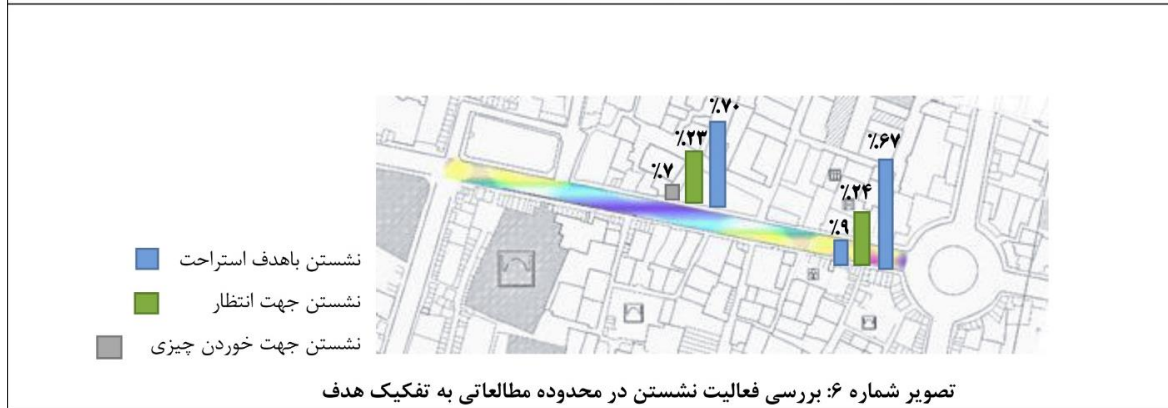 ٪۷۰
٪۲۳
٪۷
٪۶۷
٪۲۴
٪۹
نشستن باهدف استراحت
نشستن جهت انتظار
نشستن جهت خوردن چیزی
تصویر شماره ۶: بررسی فعالیت نشستن در محدوده مطالعاتی به تفکیک هدف